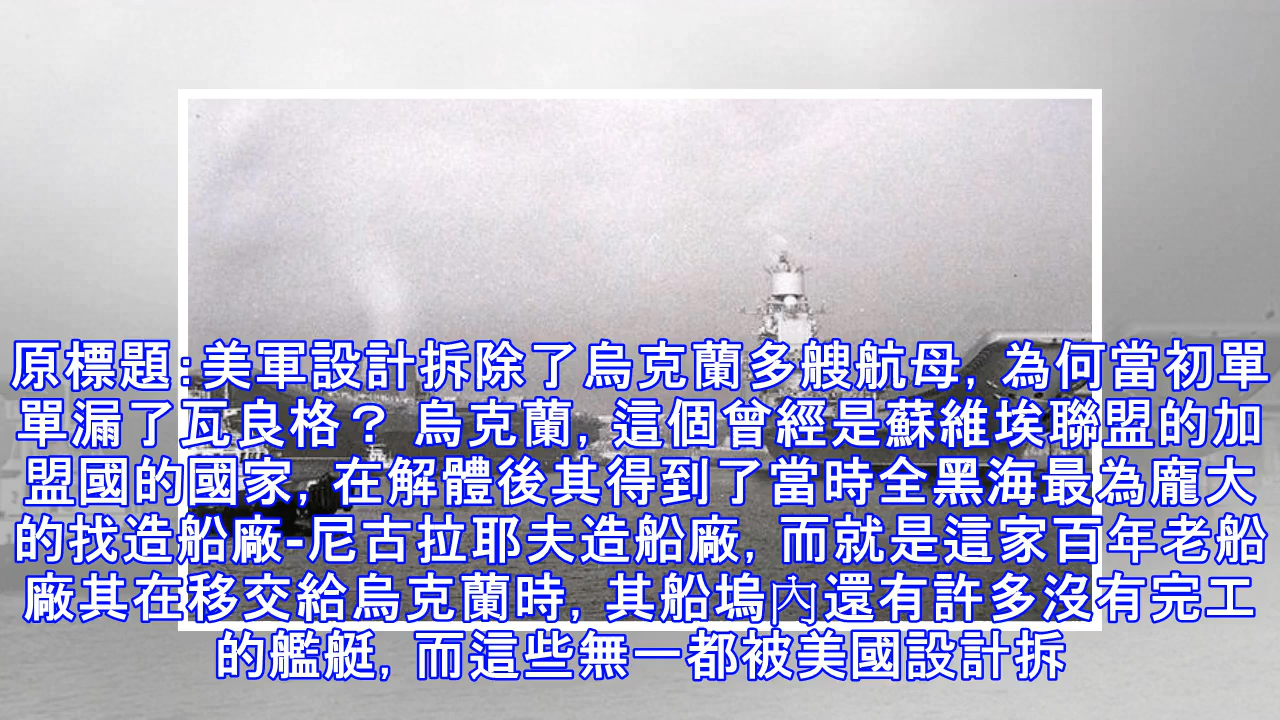 原標題:美軍設計拆除了烏克蘭多艘航母, 為何當初單
單漏了瓦良格？ 烏克蘭, 這個曾經是蘇維埃聯盟的加
盟國的國家, 在解體後其得到了當時全黑海最為龐大
的找造船廠-尼古拉耶夫造船廠, 而就是這家百年老船
廠其在移交給烏克蘭時, 其船塢內還有許多沒有完工
的艦艇, 而這些無一都被美國設計拆